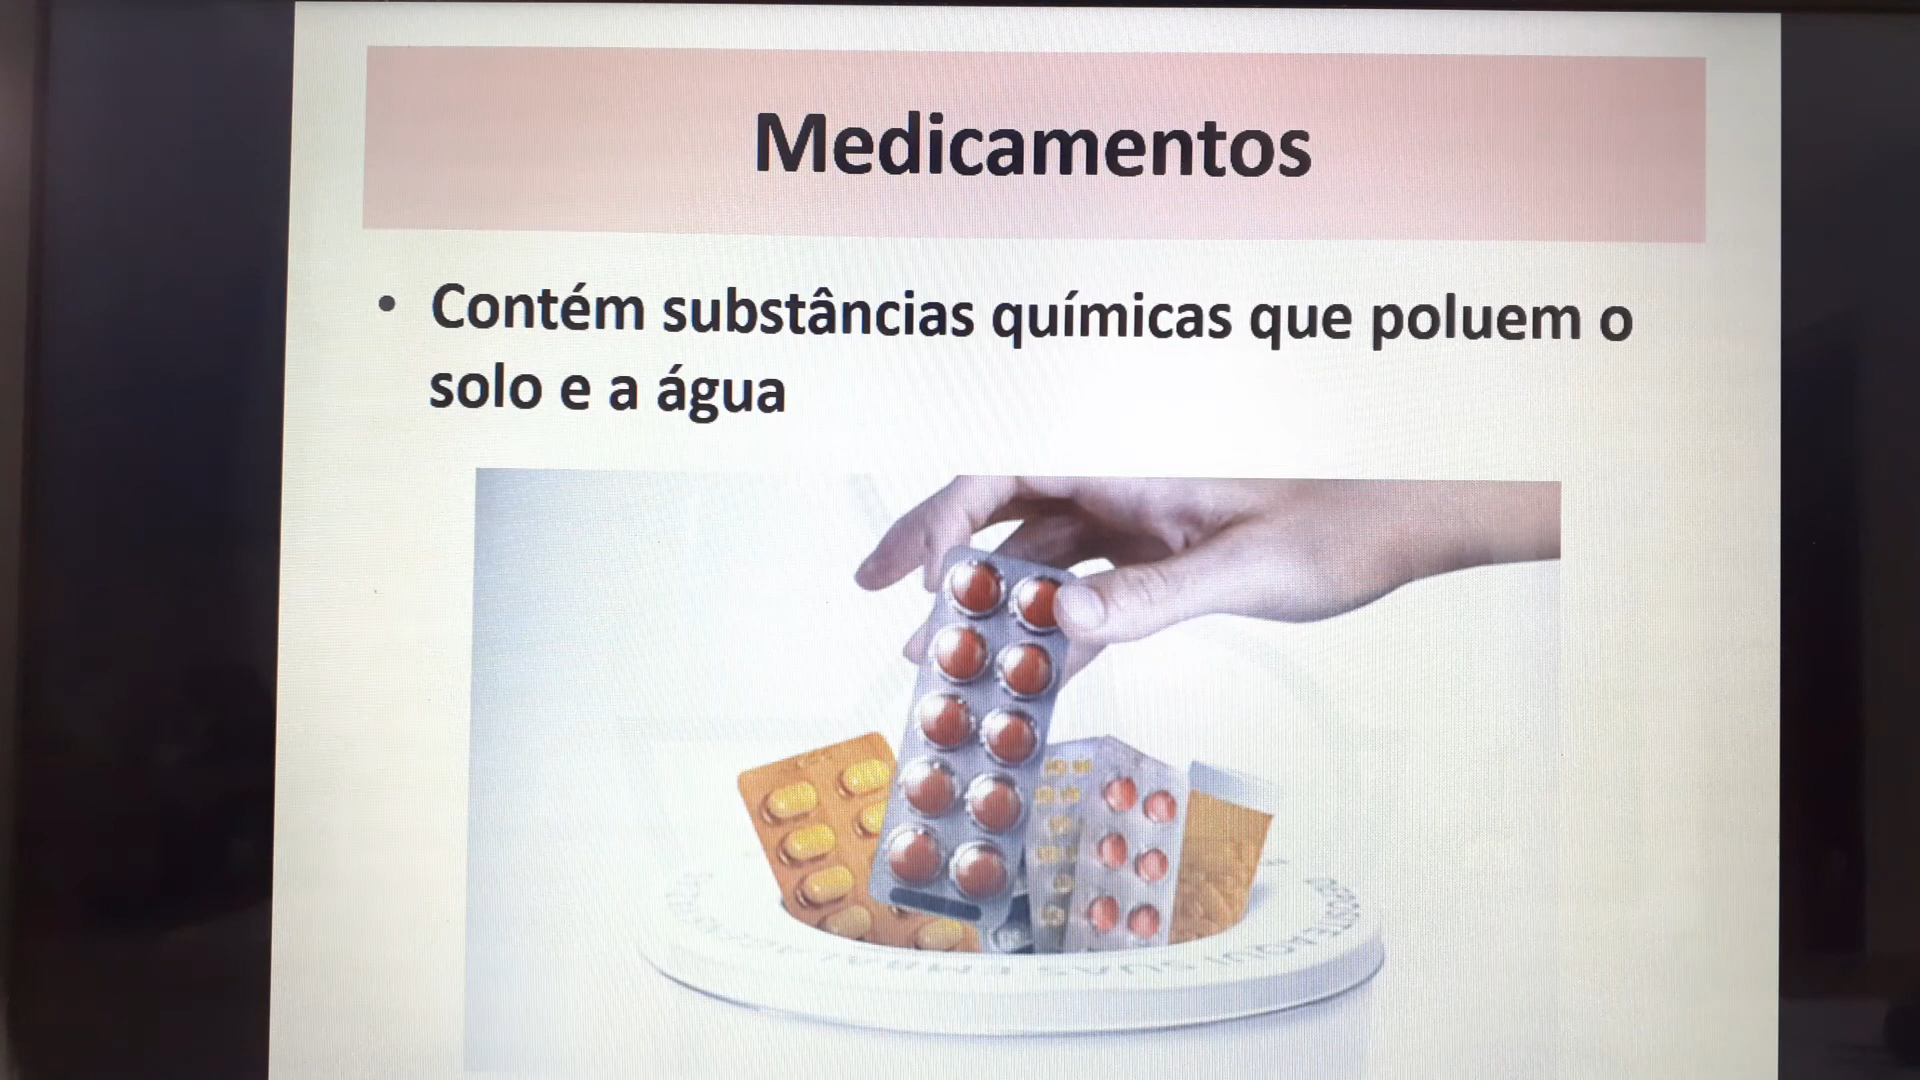 Medicamentos
• Contém substâncias químicas que poluem o
solo e a água